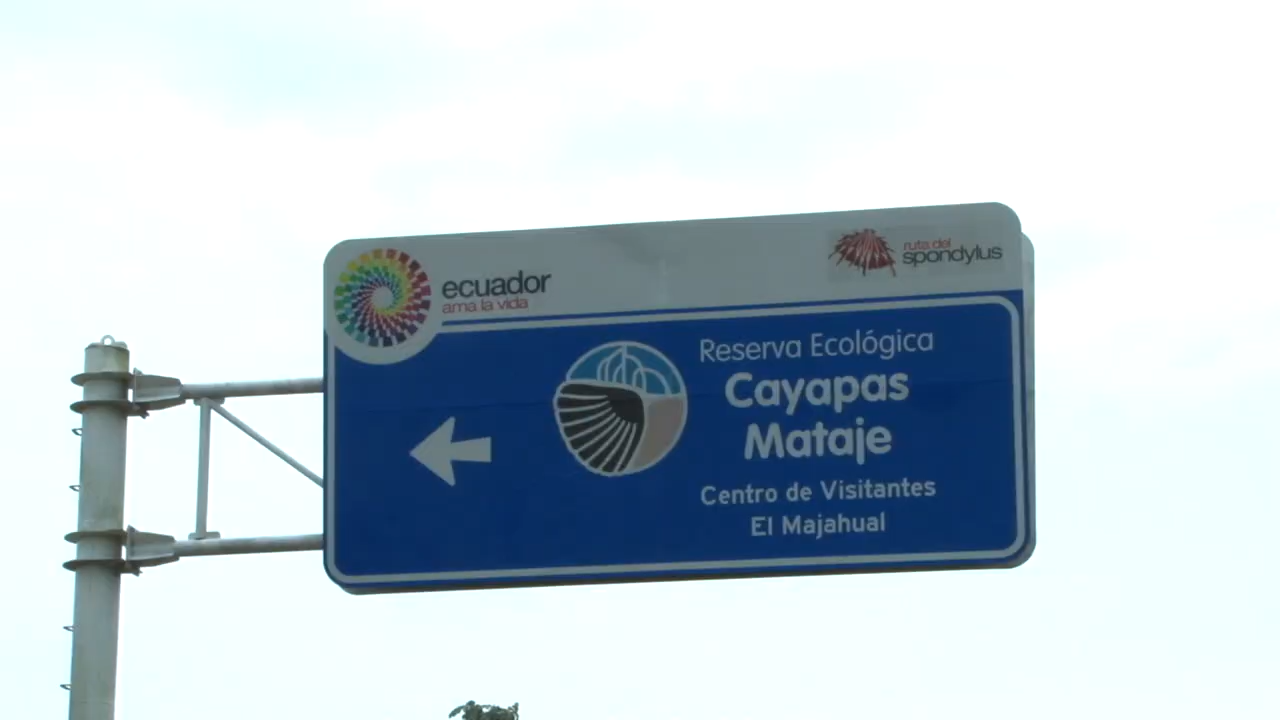 ecuador
ama la vida
ruta del
spondylus
Reserva Ecológica
Cayapas
Mataje
Centro de Visitantes
El Majahual